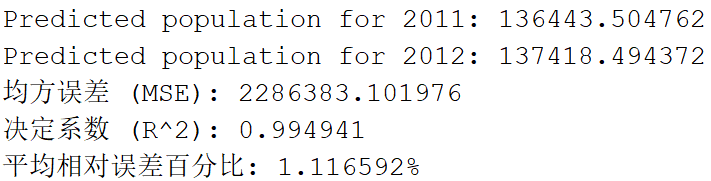 Predicted population for 2011: 136443.504762
Predicted population for 2012: 137418.494372
均方误差 (MSE): 2286383.101976
决定系数 (R^2): 0.994941
平均相对误差百分比: 1.116592%